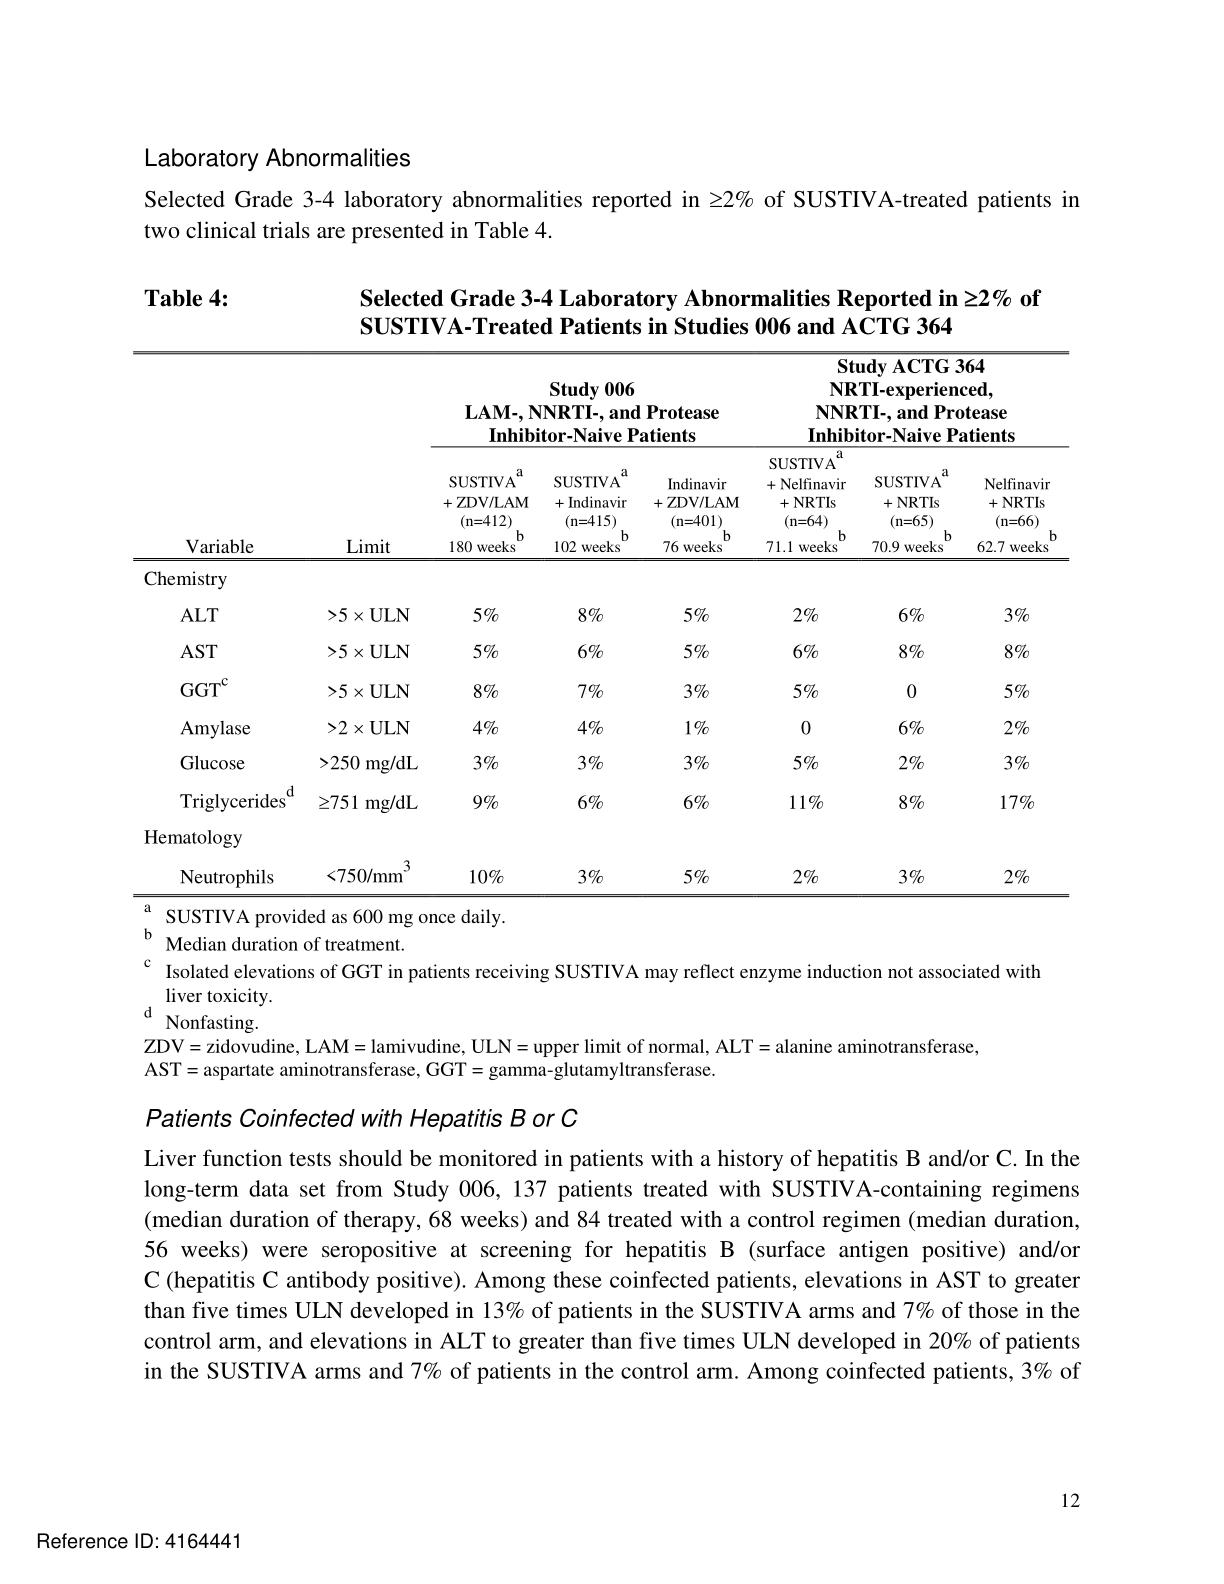 Laboratory Abnormalities
Selected Grade 3-4 laboratory abnormalities reported in ≥2% of SUSTIVA-treated patients in
two clinical trials are presented in Table 4.
Table 4: Selected Grade 3-4 Laboratory Abnormalities Reported in ≥2% of
SUSTIVA-Treated Patients in Studies 006 and ACTG 364
Study 006
LAM-, NNRTI-, and Protease
Inhibitor-Naive Patients
Study ACTG 364
NRTI-experienced,
NNRTI-, and Protease
Inhibitor-Naive Patients
Variable
Limit
SUSTIVAa
+ ZDV/LAM
(n=412)
180 weeksb
SUSTIVAa
+ Indinavir
(n=415)
102 weeksb
Indinavir
+ ZDV/LAM
(n=401)
76 weeksb
SUSTIVAa
+ Nelfinavir
+ NRTIs
(n=64)
71.1 weeksb
SUSTIVAa
+ NRTIs
(n=65)
70.9 weeksb
Nelfinavir
+ NRTIs
(n=66)
62.7 weeksb
Chemistry
ALT >5 × ULN 5% 8% 5% 2% 6% 3%
AST >5 × ULN 5% 6% 5% 6% 8% 8%
GGTc >5 × ULN 8% 7% 3% 5% 0 5%
Amylase >2 × ULN 4% 4% 1% 0 6% 2%
Glucose >250 mg/dL 3% 3% 3% 5% 2% 3%
Triglyceridesd ≥751 mg/dL 9% 6% 6% 11% 8% 17%
Hematology
Neutrophils <750/mm3 10% 3% 5% 2% 3% 2%
a SUSTIVA provided as 600 mg once daily.
b Median duration of treatment.
c Isolated elevations of GGT in patients receiving SUSTIVA may reflect enzyme induction not associated with
liver toxicity.
d Nonfasting.
ZDV = zidovudine, LAM = lamivudine, ULN = upper limit of normal, ALT = alanine aminotransferase,
AST = aspartate aminotransferase, GGT = gamma-glutamyltransferase.
Patients Coinfected with Hepatitis B or C
Liver function tests should be monitored in patients with a history of hepatitis B and/or C. In the
long-term data set from Study 006, 137 patients treated with SUSTIVA-containing regimens
(median duration of therapy, 68 weeks) and 84 treated with a control regimen (median duration,
56 weeks) were seropositive at screening for hepatitis B (surface antigen positive) and/or
C (hepatitis C antibody positive). Among these coinfected patients, elevations in AST to greater
than five times ULN developed in 13% of patients in the SUSTIVA arms and 7% of those in the
control arm, and elevations in ALT to greater than five times ULN developed in 20% of patients
in the SUSTIVA arms and 7% of patients in the control arm. Among coinfected patients, 3% of
12
Reference ID: 4164441